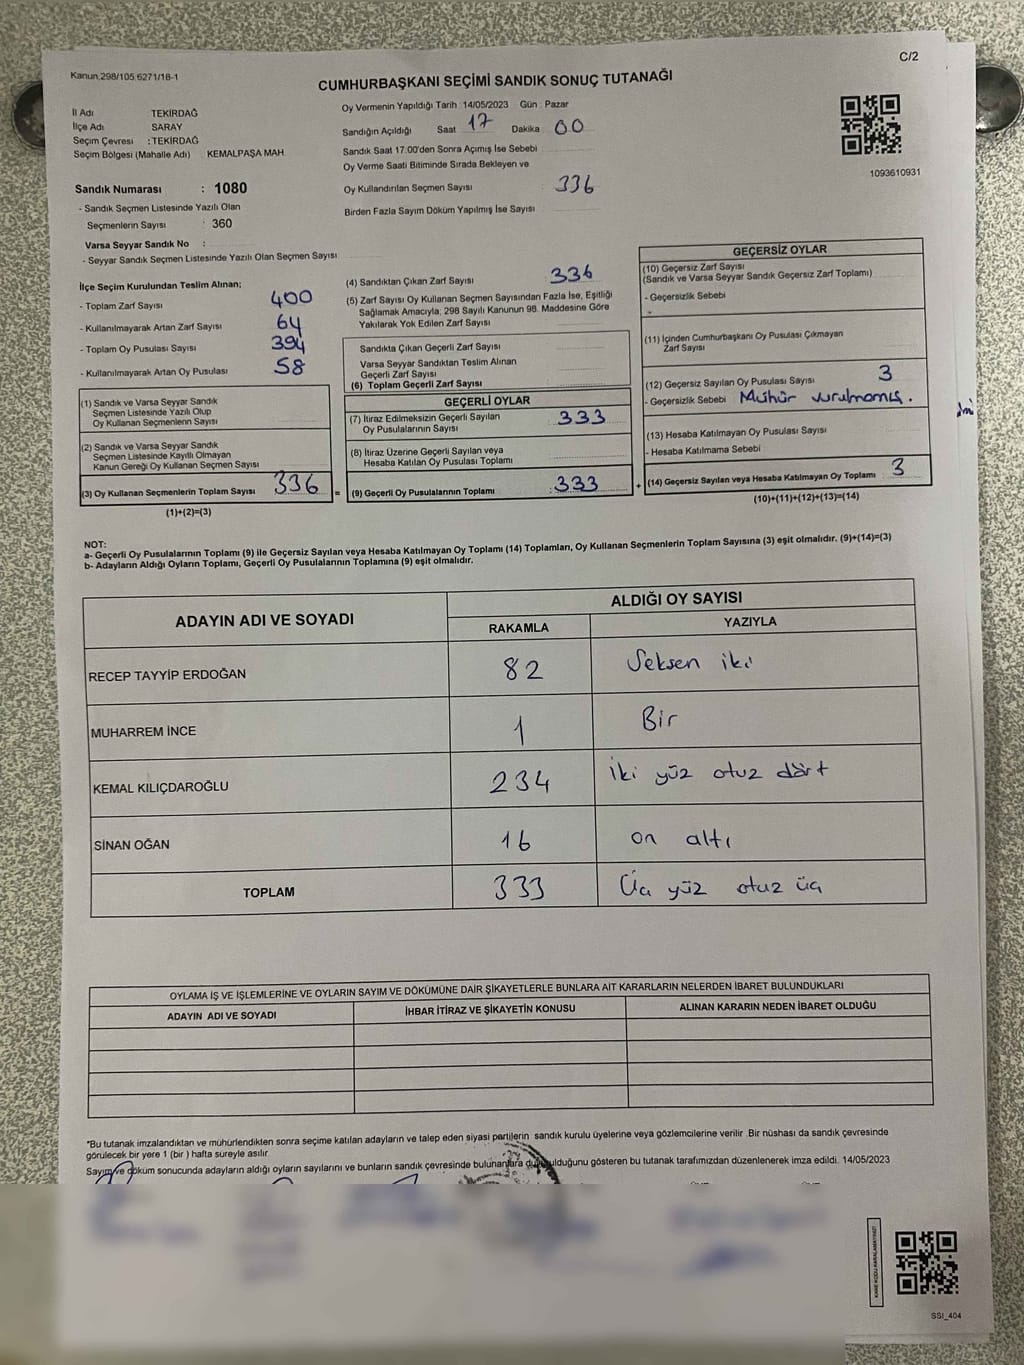 C/2
Kanun.298/105.6271/18-1
CUMHURBAŞKANI SEÇİMİ SANDIK SONUÇ TUTANAĞI
İl Adı TEKİRDAĞ
İlçe Adı SARAY
Seçim Çevresi : TEKİRDAĞ
Seçim Bölgesi (Mahalle Adı) KEMALPAŞA MAH
Sandık Numarası : 1080
- Sandık Seçmen Listesinde Yazılı Olan
Seçmenlerin Sayısı : 360
Varsa Seyyar Sandık No :
- Seyyar Sandık Seçmen Listesinde Yazılı Olan Seçmen Sayısı
Oy Vermenin Yapıldığı Tarih :14/05/2023 Gün : Pazar
Sandığın Açıldığı Saat 17 Dakika 00
Sandık Saat 17:00'den Sonra Açımış İse Sebebi
Oy Verme Saati Bitiminde Sırada Bekleyen ve
Oy Kullandırılan Seçmen Sayısı 336
Birden Fazla Sayım Döküm Yapılmış İse Sayısı
1093610931
İlçe Seçim Kurulundan Teslim Alınan;
- Toplam Zarf Sayısı 400
- Kullanılmayarak Artan Zarf Sayısı 64
- Toplam Oy Pusulası Sayısı 394
- Kullanılmayarak Artan Oy Pusulası 58
(1) Sandık ve Varsa Seyyar Sandık
Seçmen Listesinde Yazılı Olup
Oy Kullanan Seçmenlerin Sayısı
(2) Sandık ve Varsa Seyyar Sandık
Seçmen Listesinde Kayıtlı Olmayan
Kanun Gereği Oy Kullanan Seçmen Sayısı
(3) Oy Kullanan Seçmenlerin Toplam Sayısı 336
(1)+(2)=(3)
(4) Sandıktan Çıkan Zarf Sayısı 336
(5) Zarf Sayısı Oy Kullanan Seçmen Sayısından Fazla İse, Eşitliği
Sağlamak Amacıyla; 298 Sayılı Kanunun 98. Maddesine Göre
Yakılarak Yok Edilen Zarf Sayısı
Sandıkta Çıkan Geçerli Zarf Sayısı
Varsa Seyyar Sandıktan Teslim Alınan
Geçerli Zarf Sayısı
(6) Toplam Geçerli Zarf Sayısı
GEÇERLİ OYLAR
(7) İtiraz Edilmeksizin Geçerli Sayılan
Oy Pusulalarının Sayısı 333
(8) İtiraz Üzerine Geçerli Sayılan veya
Hesaba Katılan Oy Pusulası Toplamı
= (9) Geçerli Oy Pusulalarının Toplamı : 333
GEÇERSİZ OYLAR
(10) Geçersiz Zarf Sayısı
(Sandık ve Varsa Seyyar Sandık Geçersiz Zarf Toplamı)
- Geçersizlik Sebebi
(11) İçinden Cumhurbaşkanı Oy Pusulası Çıkmayan
Zarf Sayısı
(12) Geçersiz Sayılan Oy Pusulası Sayısı 3
- Geçersizlik Sebebi Mühür vurulmamış.
(13) Hesaba Katılmayan Oy Pusulası Sayısı
- Hesaba Katılmama Sebebi
+ (14) Geçersiz Sayılan veya Hesaba Katılmayan Oy Toplamı 3
(10)+(11)+(12)+(13)=(14)
NOT:
a- Geçerli Oy Pusulalarının Toplamı (9) ile Geçersiz Sayılan veya Hesaba Katılmayan Oy Toplamı (14) Toplamları, Oy Kullanan Seçmenlerin Toplam Sayısına (3) eşit olmalıdır. (9)+(14)=(3)
b- Adayların Aldığı Oyların Toplamı, Geçerli Oy Pusulalarının Toplamına (9) eşit olmalıdır.
ADAYIN ADI VE SOYADI ALDIĞI OY SAYISI
RAKAMLA YAZIYLA
RECEP TAYYİP ERDOĞAN 82 Seksen iki
MUHARREM İNCE 1 Bir
KEMAL KILIÇDAROĞLU 234 iki yüz otuz dört
SİNAN OĞAN 16 on altı
TOPLAM 333 Üç yüz otuz üç
OYLAMA İŞ VE İŞLEMLERİNE VE OYLARIN SAYIM VE DÖKÜMÜNE DAİR ŞİKAYETLERLE BUNLARA AİT KARARLARIN NELERDEN İBARET BULUNDUKLARI
ADAYIN ADI VE SOYADI İHBAR İTİRAZ VE ŞİKAYETİN KONUSU ALINAN KARARIN NEDEN İBARET OLDUĞU
*Bu tutanak imzalandıktan ve mühürlendikten sonra seçime katılan adayların ve talep eden siyasi partilerin sandık kurulu üyelerine veya gözlemcilerine verilir. Bir nüshası da sandık çevresinde
görülecek bir yere 1 (bir ) hafta süreyle asılır.
Sayım ve döküm sonucunda adayların aldığı oyların sayılarını ve bunların sandık çevresinde bulunanlara duyurulduğunu gösteren bu tutanak tarafımızdan düzenlenerek imza edildi. 14/05/2023
KARE KODU KARALAMAYINIZ!
SSI_404